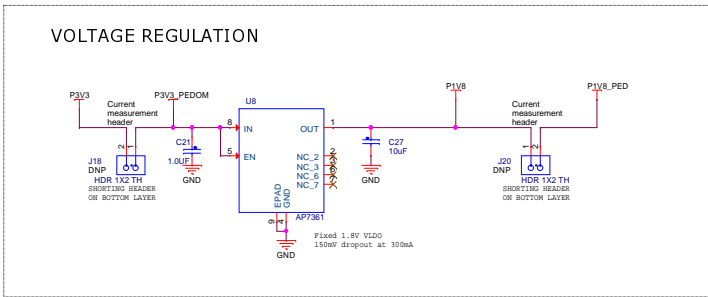 VOLTAGE REGULATION
P3V3
P3V3_PEDOM
U8
P1V8
P1V8_PED
Current
measurement
header
Current
measurement
header
8
IN
OUT
1
2
1
C21
1.0UF
GND
5
EN
C27
10uF
GND
NC_2
2
NC_3
NC_6
NC_7
1
2
J18
DNP
HDR 1X2 TH
SHORTING HEADER
ON BOTTOM LAYER
J20
DNP
HDR 1X2 TH
SHORTING HEADER
ON BOTTOM LAYER
EPAD
GND
9
4
AP7361
GND
Fixed 1.8V VLDO
150mV dropout at 300mA